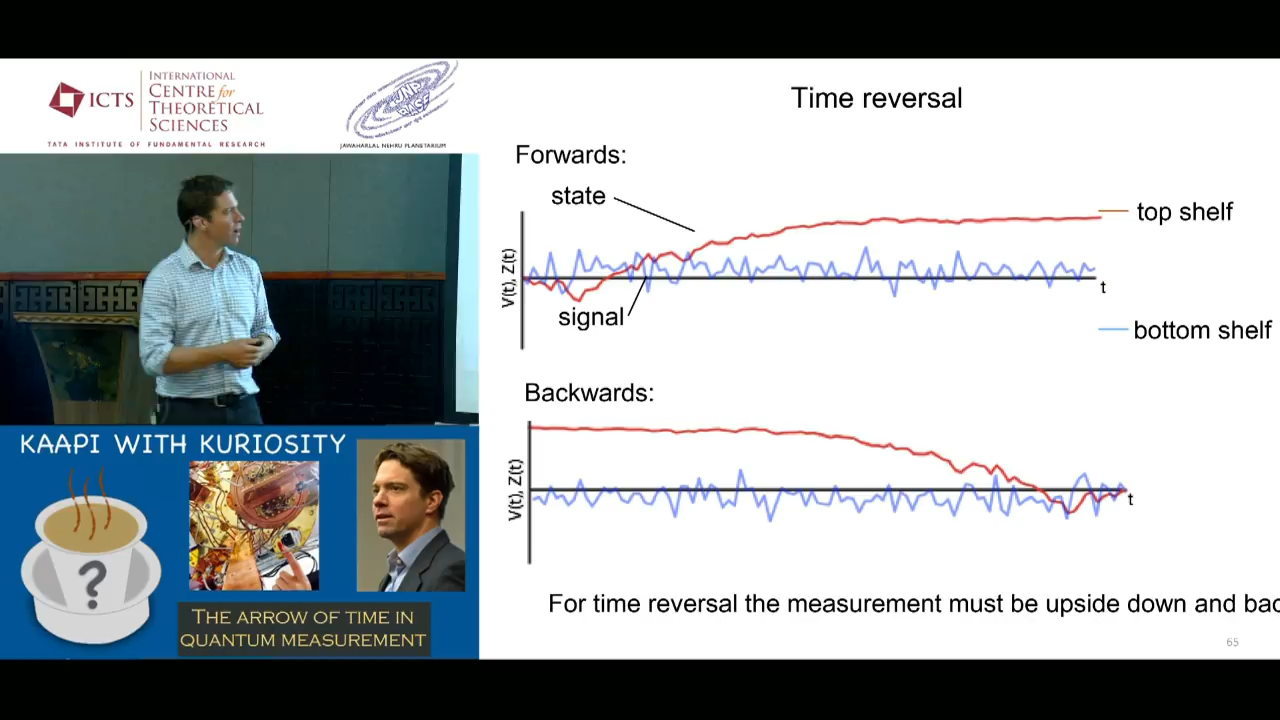 ICTS
INTERNATIONAL
CENTRE for
THEORETICAL
SCIENCES
TATA INSTITUTE OF FUNDAMENTAL RESEARCH
JNP
BASE
JAWAHARLAL NEHRU PLANETARIUM
Time reversal
Forwards:
state
top shelf
V(t), Z(t)
t
signal
bottom shelf
Backwards:
V(t), Z(t)
t
For time reversal the measurement must be upside down and bac
65
KAAPI WITH KURIOSITY
?
THE ARROW OF TIME IN
QUANTUM MEASUREMENT